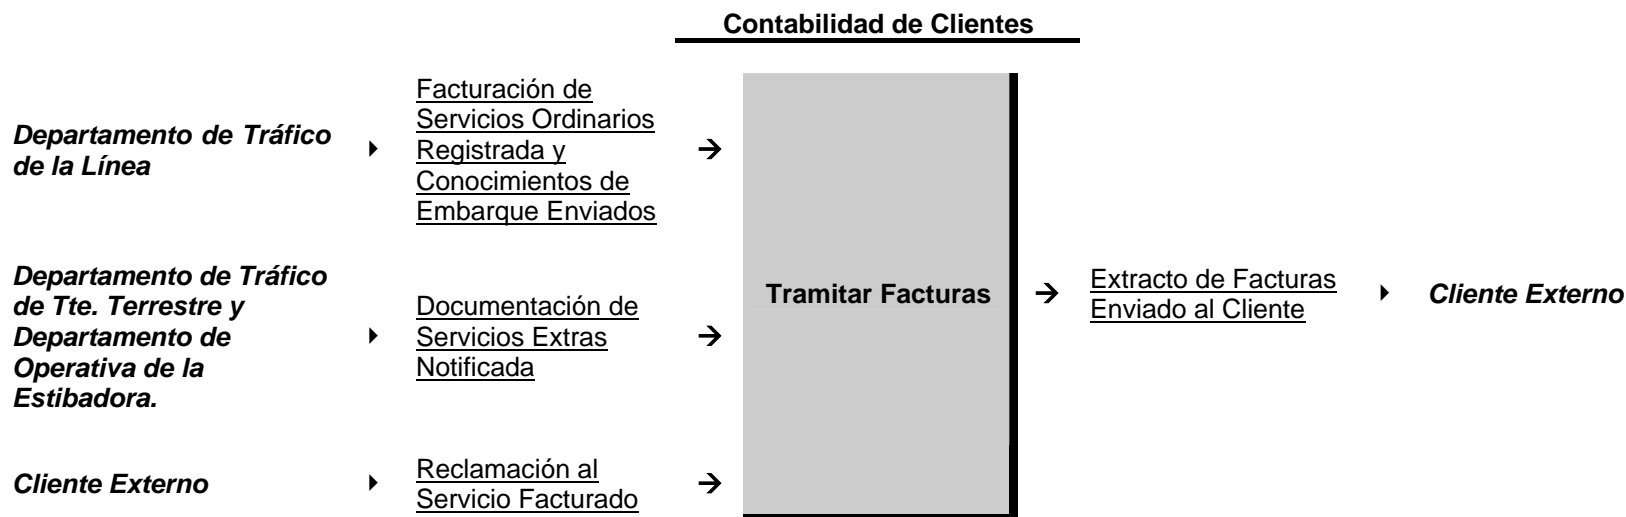 Contabilidad de Clientes
Departamento de Tráfico
de la Línea
Facturación de
Servicios Ordinarios
Registrada y
Conocimientos de
Embarque Enviados
Departamento de Tráfico
de Tte. Terrestre y
Departamento de
Operativa de la
Estibadora.
Documentación de
Servicios Extras
Notificada
Cliente Externo
Reclamación al
Servicio Facturado
Tramitar Facturas
Extracto de Facturas
Enviado al Cliente
Cliente Externo